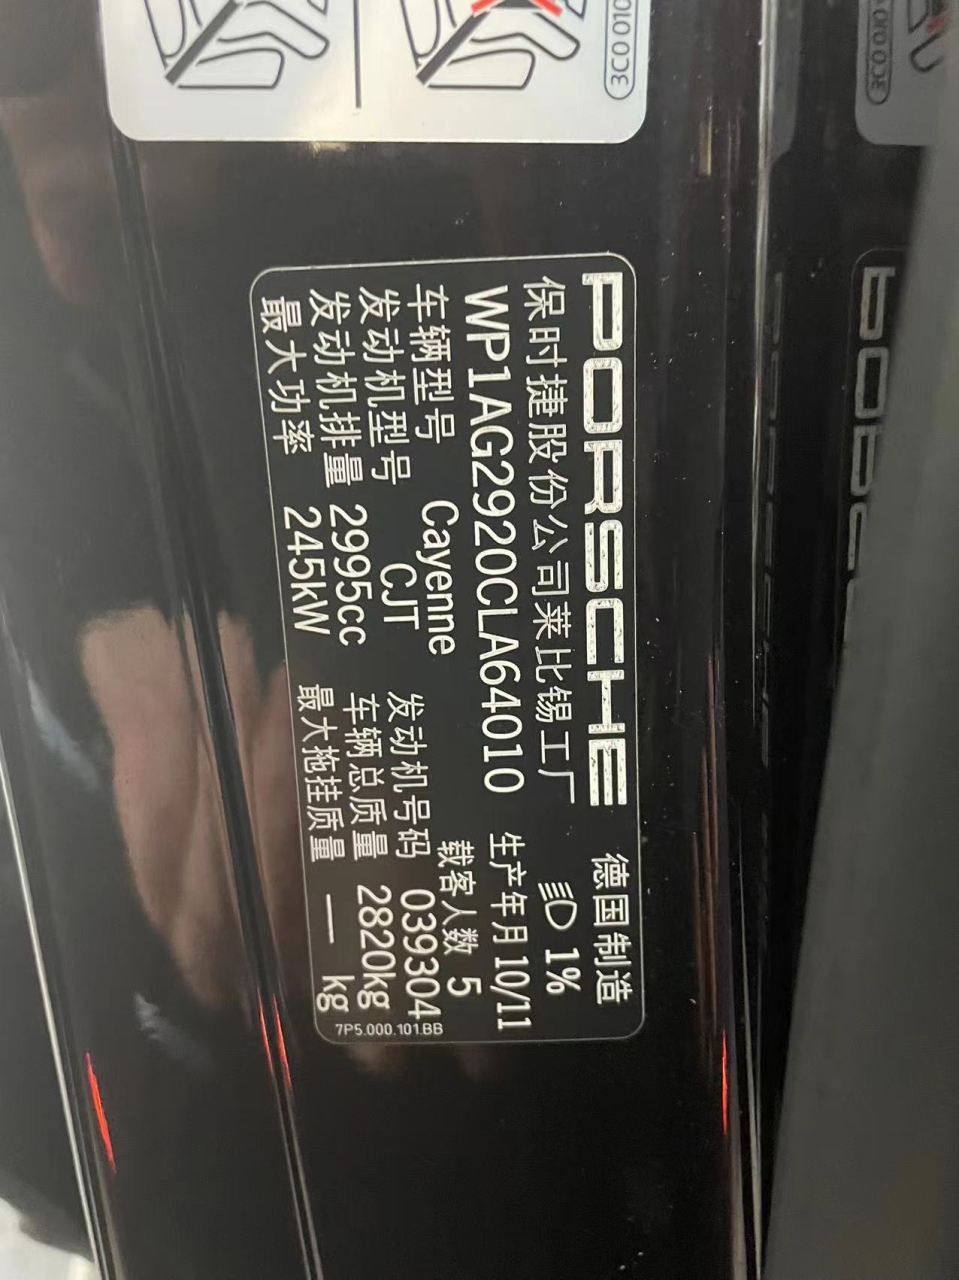 3C0 010
PORSCHE 德国制造
保时捷股份公司莱比锡工厂 1%
WP1AG2920CLA64010 生产年月10/11
车辆型号 Cayenne 载客人数 5
发动机型号 CJT 发动机号码 039304
发动机排量 2995cc 车辆总质量 2820kg
最大功率 245kW 最大拖挂质量 — kg
7P5.000.101.BB